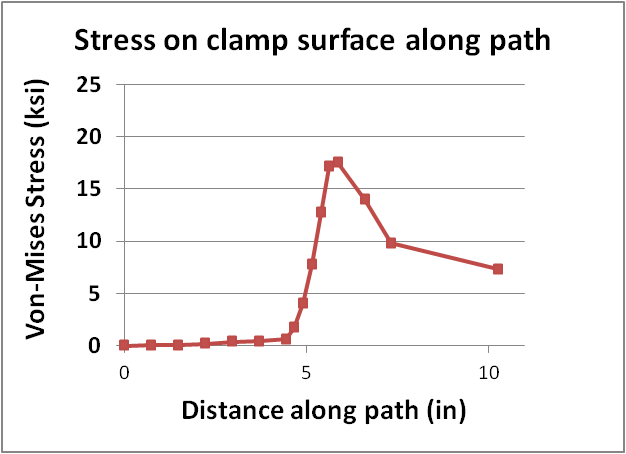 Stress on clamp surface along path
Von-Mises Stress (ksi)
25
20
15
10
5
0
0 5 10
Distance along path (in)